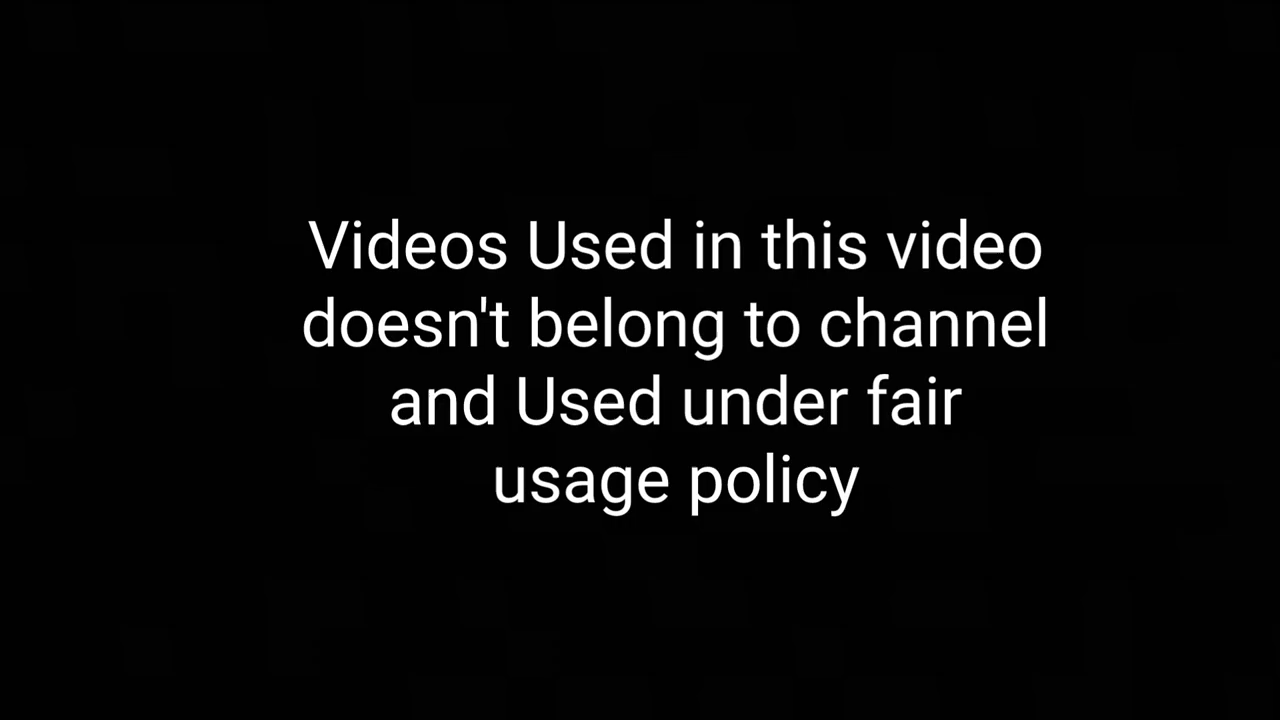 Videos Used in this video
doesn't belong to channel
and Used under fair
usage policy